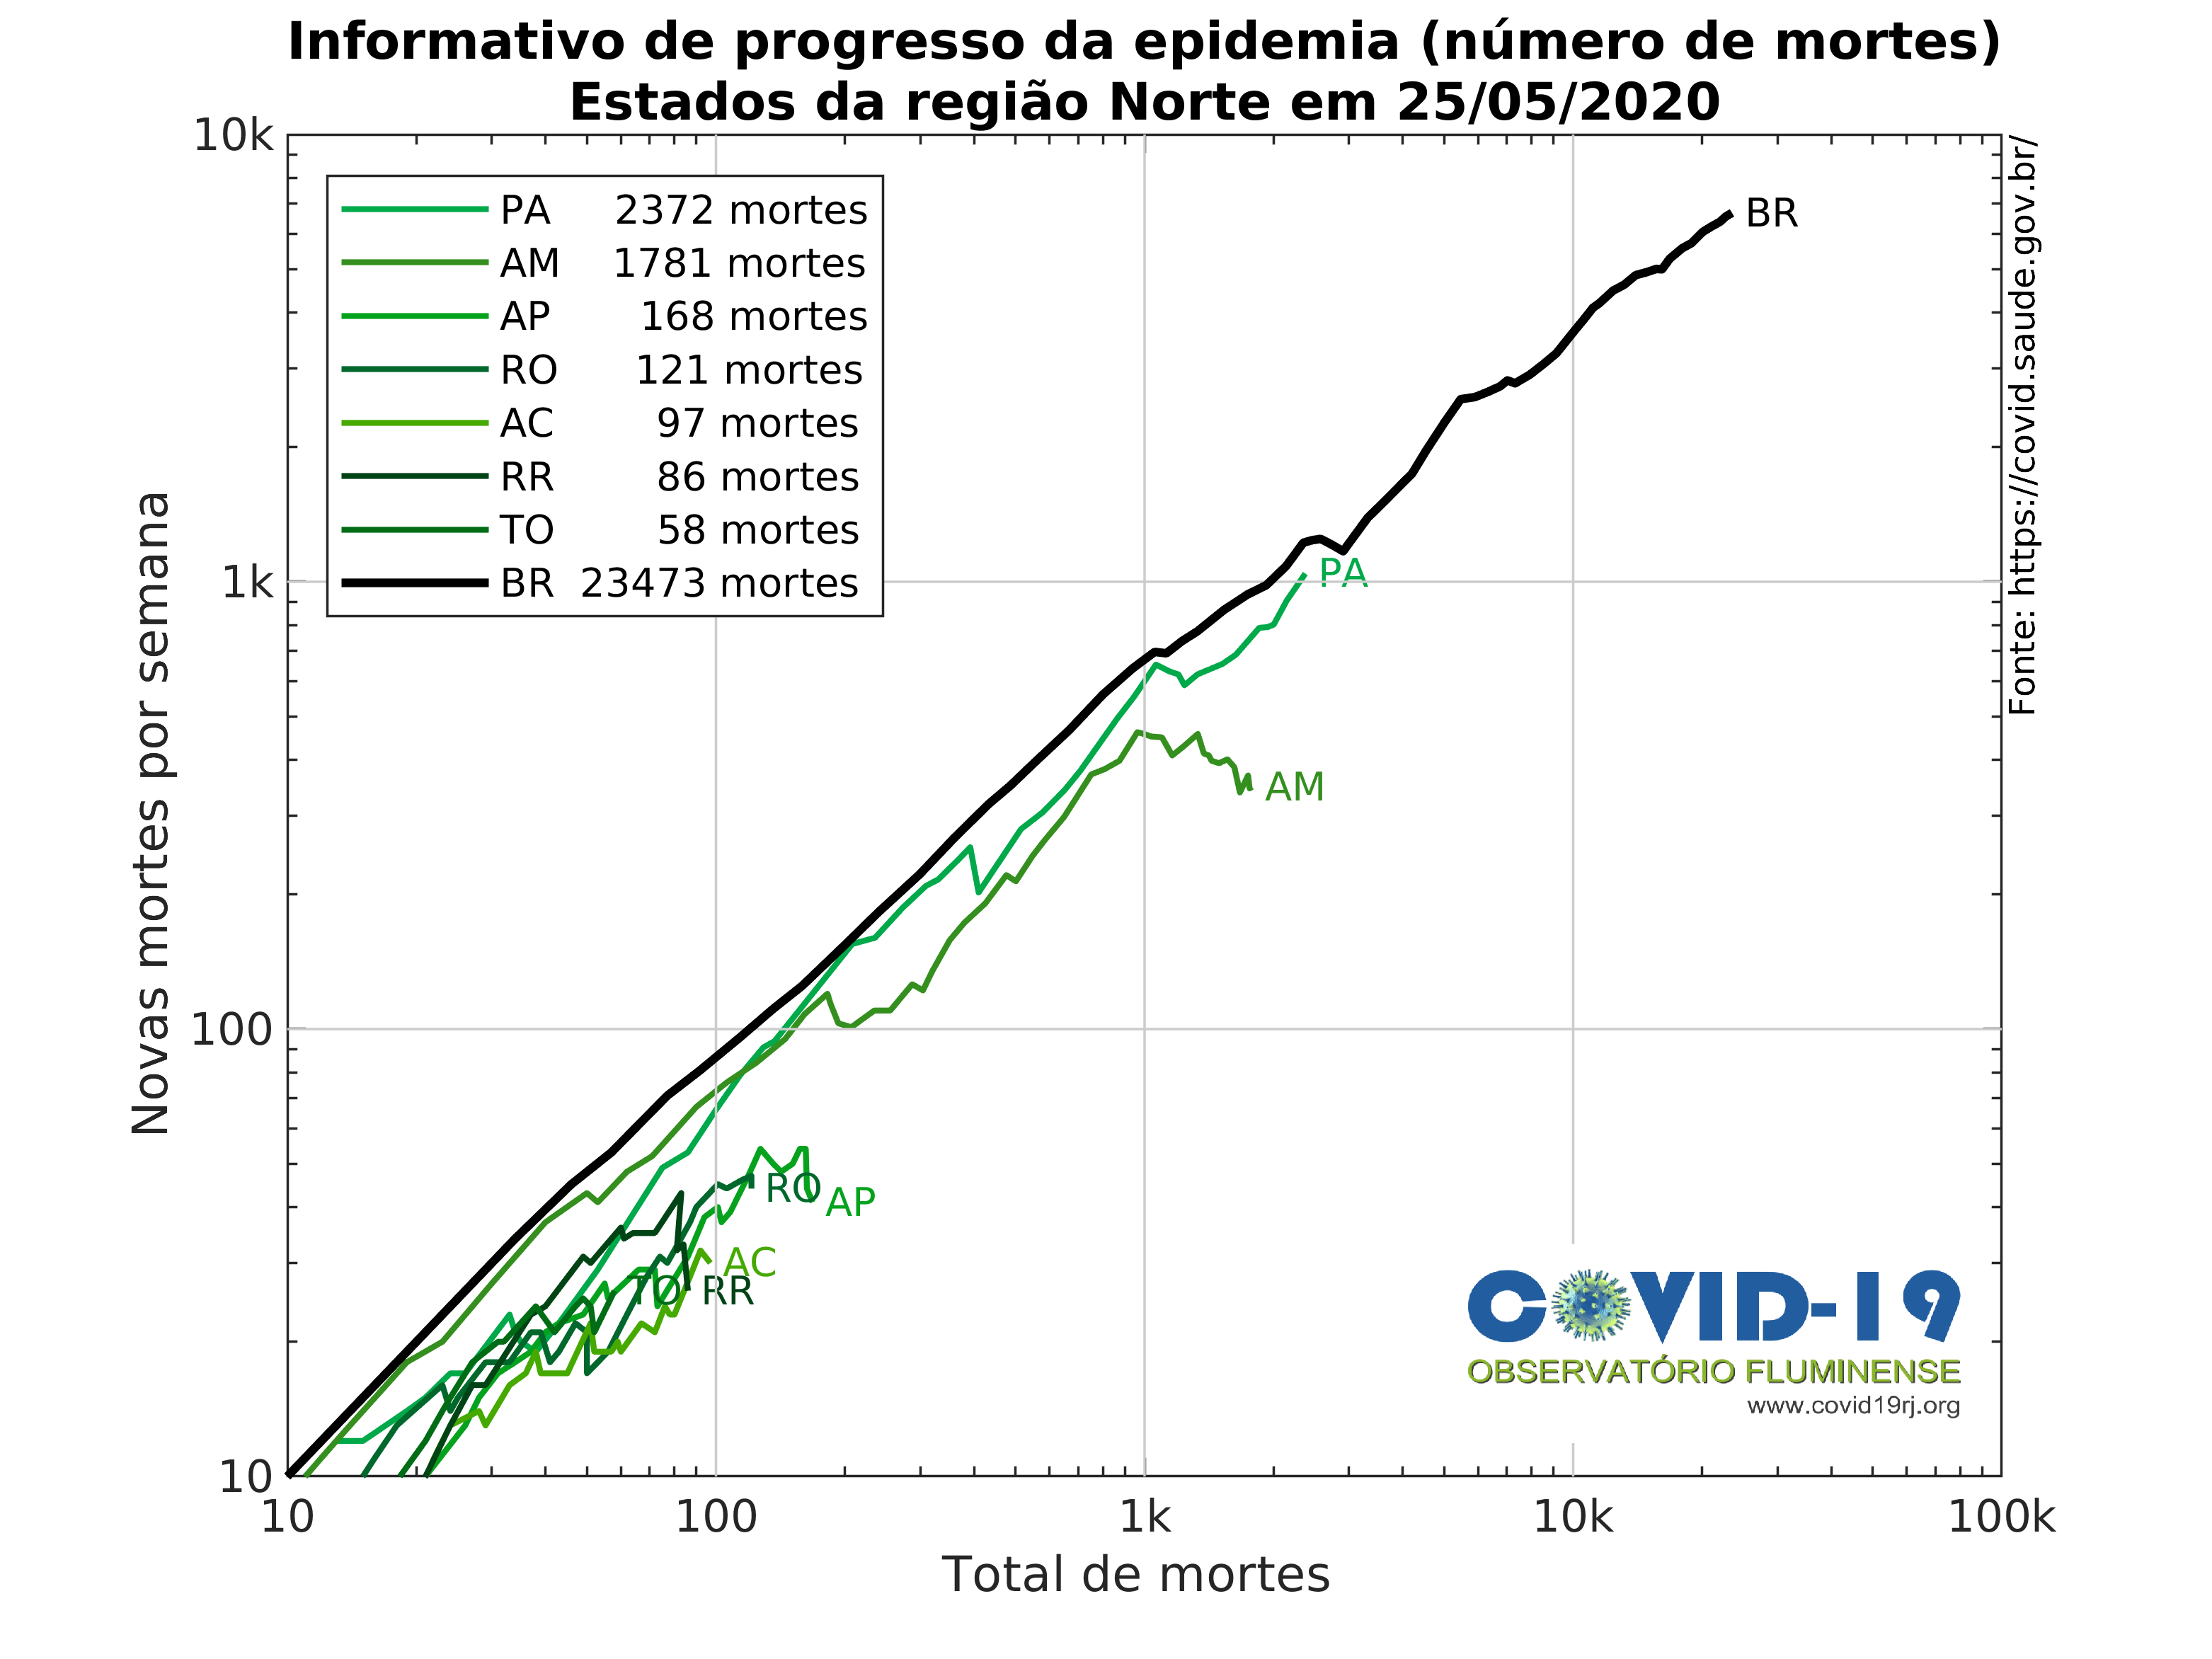 Informativo de progresso da epidemia (número de mortes)
Estados da região Norte em 25/05/2020
10k
1k
100
10
Novas mortes por semana
PA 2372 mortes
AM 1781 mortes
AP 168 mortes
RO 121 mortes
AC 97 mortes
RR 86 mortes
TO 58 mortes
BR 23473 mortes
BR
PA
AM
RO
AP
AC
TO
RR
Fonte: https://covid.saude.gov.br/
COVID-19
OBSERVATÓRIO FLUMINENSE
www.covid19rj.org
10
100
1k
10k
100k
Total de mortes